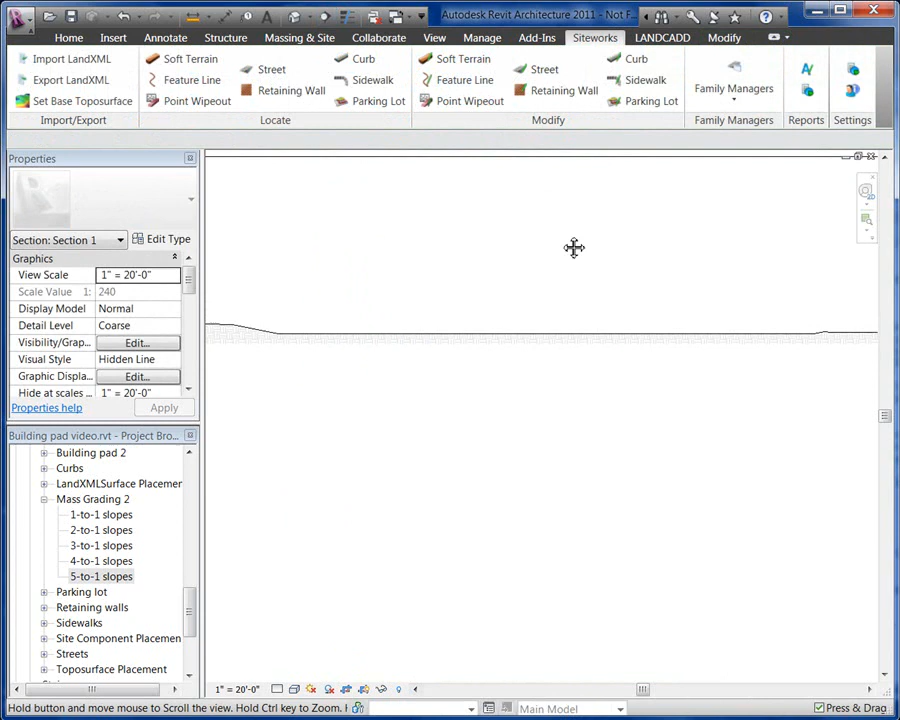 Autodesk Revit Architecture 2011 - Not F...
Home Insert Annotate Structure Massing & Site Collaborate View Manage Add-Ins Siteworks LANDCADD Modify
Import LandXML
Export LandXML
Set Base Toposurface
Import/Export
Soft Terrain
Feature Line
Point Wipeout
Street
Retaining Wall
Curb
Sidewalk
Parking Lot
Locate
Soft Terrain
Feature Line
Point Wipeout
Street
Retaining Wall
Curb
Sidewalk
Parking Lot
Modify
Family Managers
Family Managers
Reports
Settings
Properties
Section: Section 1
Edit Type
Graphics
View Scale 1" = 20'-0"
Scale Value 1: 240
Display Model Normal
Detail Level Coarse
Visibility/Grap... Edit...
Visual Style Hidden Line
Graphic Displa... Edit...
Hide at scales ... 1" = 20'-0"
Properties help Apply
Building pad video.rvt - Project Bro...
Building pad 2
Curbs
LandXMLSurface Placemen
Mass Grading 2
1-to-1 slopes
2-to-1 slopes
3-to-1 slopes
4-to-1 slopes
5-to-1 slopes
Parking lot
Retaining walls
Sidewalks
Site Component Placemen
Streets
Toposurface Placement
2D
1" = 20'-0"
Hold button and move mouse to Scroll the view. Hold Ctrl key to Zoom. Main Model Press & Drag